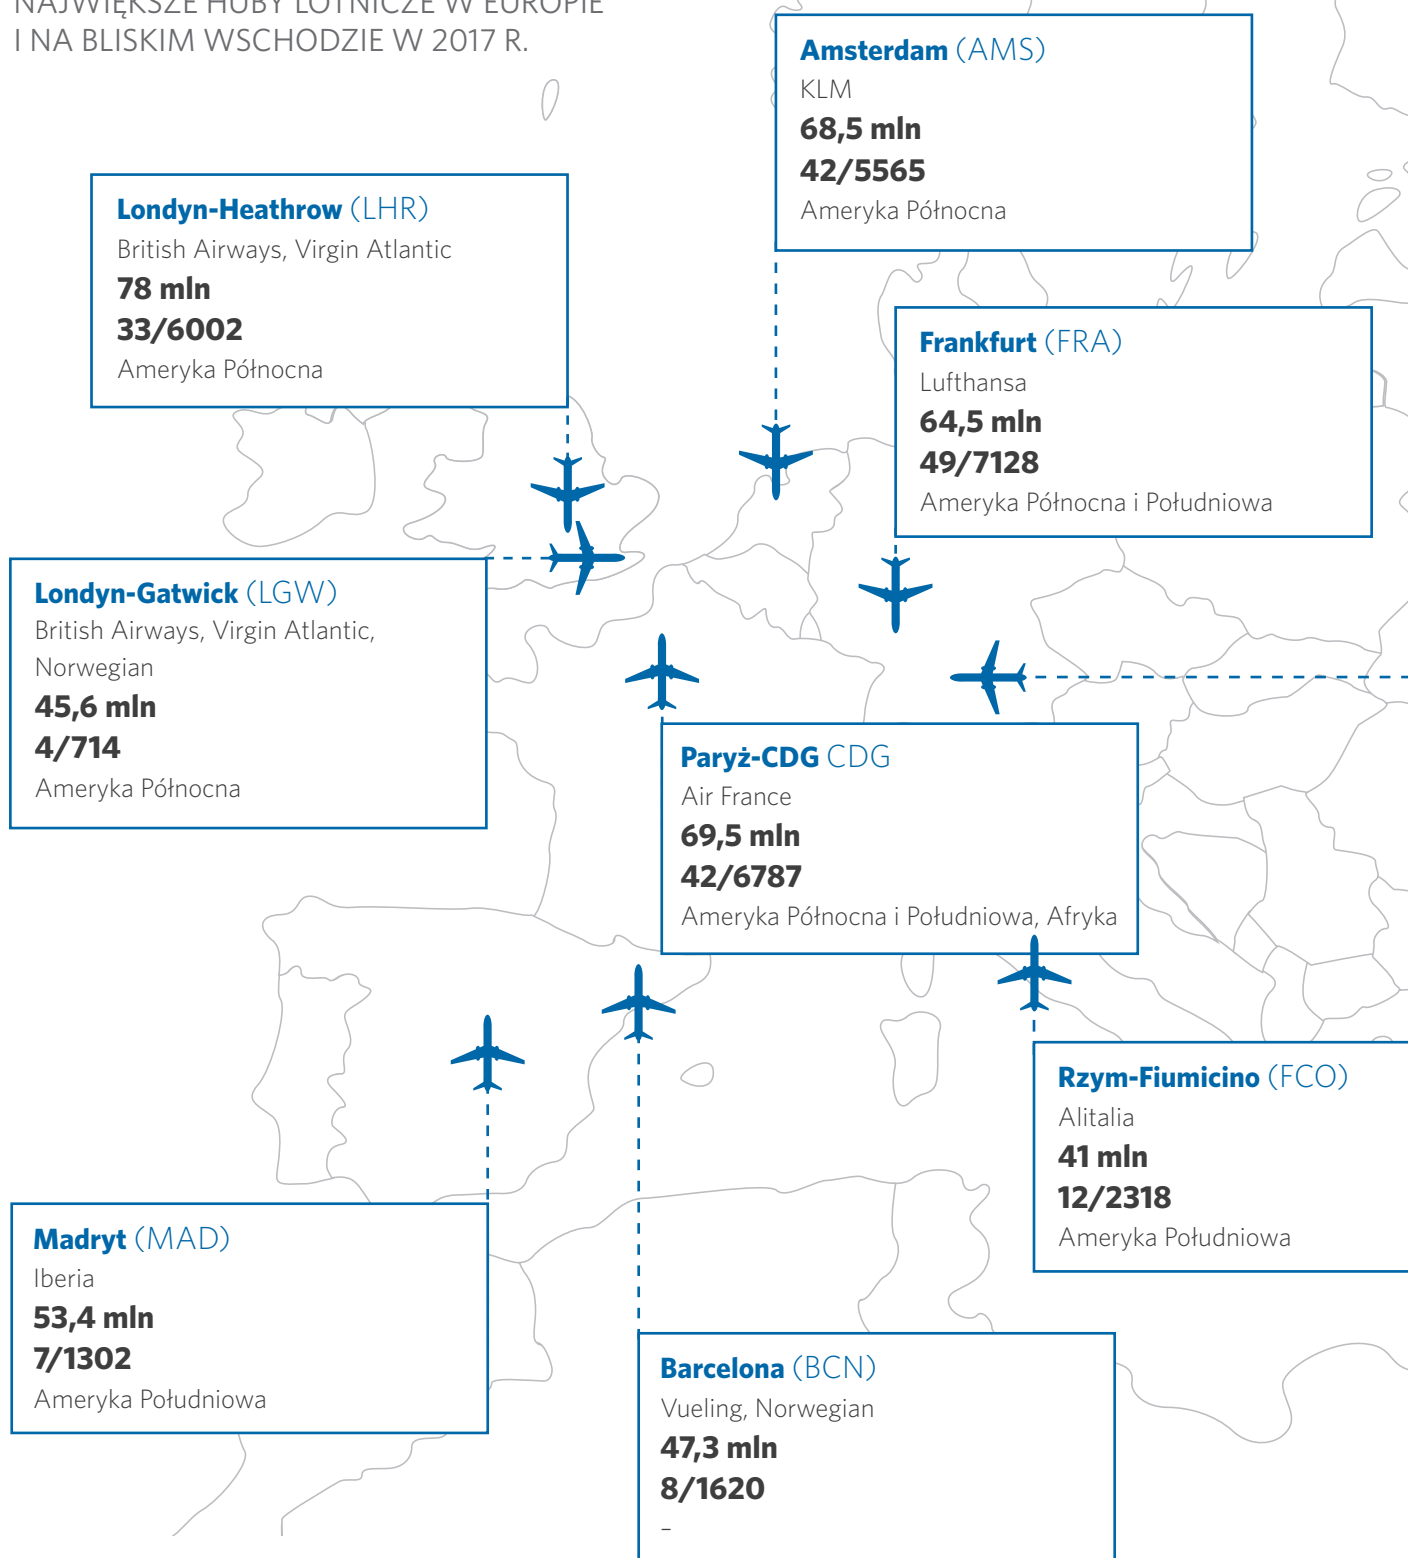 NAJWIĘKSZE HUBY LOTNICZE W EUROPIE
I NA BLISKIM WSCHODZIE W 2017 R.
Amsterdam (AMS)
KLM
68,5 mln
42/5565
Ameryka Północna
Londyn-Heathrow (LHR)
British Airways, Virgin Atlantic
78 mln
33/6002
Ameryka Północna
Frankfurt (FRA)
Lufthansa
64,5 mln
49/7128
Ameryka Północna i Południowa
Londyn-Gatwick (LGW)
British Airways, Virgin Atlantic,
Norwegian
45,6 mln
4/714
Ameryka Północna
Paryż-CDG CDG
Air France
69,5 mln
42/6787
Ameryka Północna i Południowa, Afryka
Rzym-Fiumicino (FCO)
Alitalia
41 mln
12/2318
Ameryka Południowa
Madryt (MAD)
Iberia
53,4 mln
7/1302
Ameryka Południowa
Barcelona (BCN)
Vueling, Norwegian
47,3 mln
8/1620
–